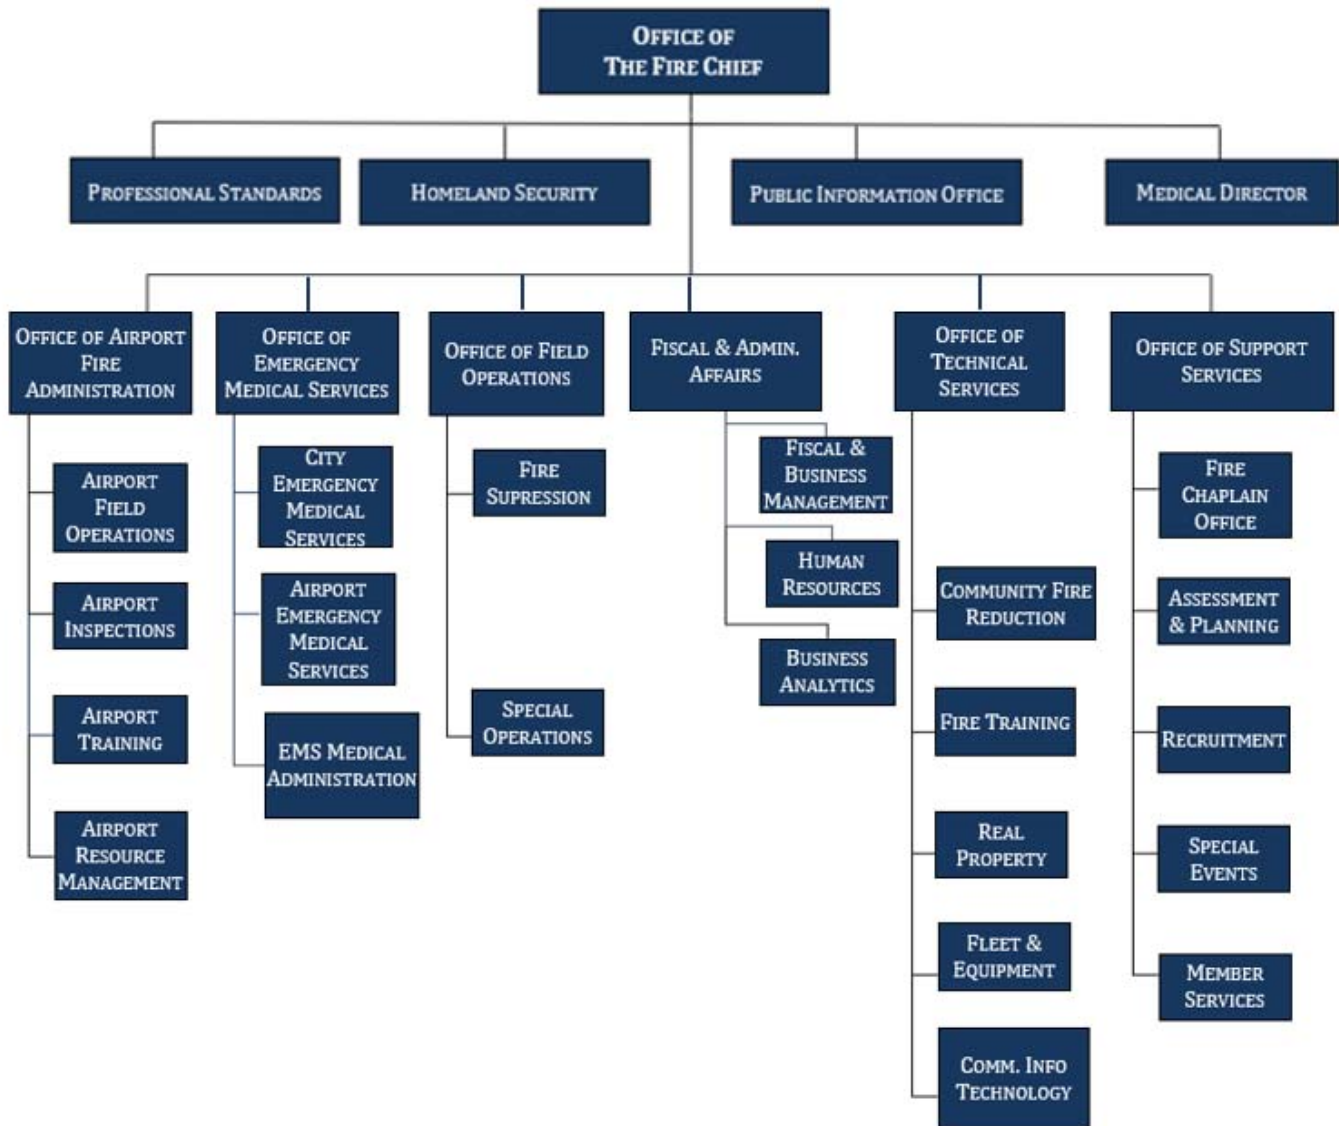 OFFICE OF
THE FIRE CHIEF
PROFESSIONAL STANDARDS
HOMELAND SECURITY
PUBLIC INFORMATION OFFICE
MEDICAL DIRECTOR
OFFICE OF AIRPORT
FIRE
ADMINISTRATION
OFFICE OF
EMERGENCY
MEDICAL SERVICES
OFFICE OF FIELD
OPERATIONS
FISCAL & ADMIN.
AFFAIRS
OFFICE OF
TECHNICAL
SERVICES
OFFICE OF SUPPORT
SERVICES
AIRPORT
FIELD
OPERATIONS
AIRPORT
INSPECTIONS
AIRPORT
TRAINING
AIRPORT
RESOURCE
MANAGEMENT
CITY
EMERGENCY
MEDICAL
SERVICES
AIRPORT
EMERGENCY
MEDICAL
SERVICES
EMS MEDICAL
ADMINISTRATION
FIRE
SUPRESSION
SPECIAL
OPERATIONS
FISCAL &
BUSINESS
MANAGEMENT
HUMAN
RESOURCES
BUSINESS
ANALYTICS
COMMUNITY FIRE
REDUCTION
FIRE TRAINING
REAL
PROPERTY
FLEET &
EQUIPMENT
COMM. INFO
TECHNOLOGY
FIRE
CHAPLAIN
OFFICE
ASSESSMENT
& PLANNING
RECRUITMENT
SPECIAL
EVENTS
MEMBER
SERVICES